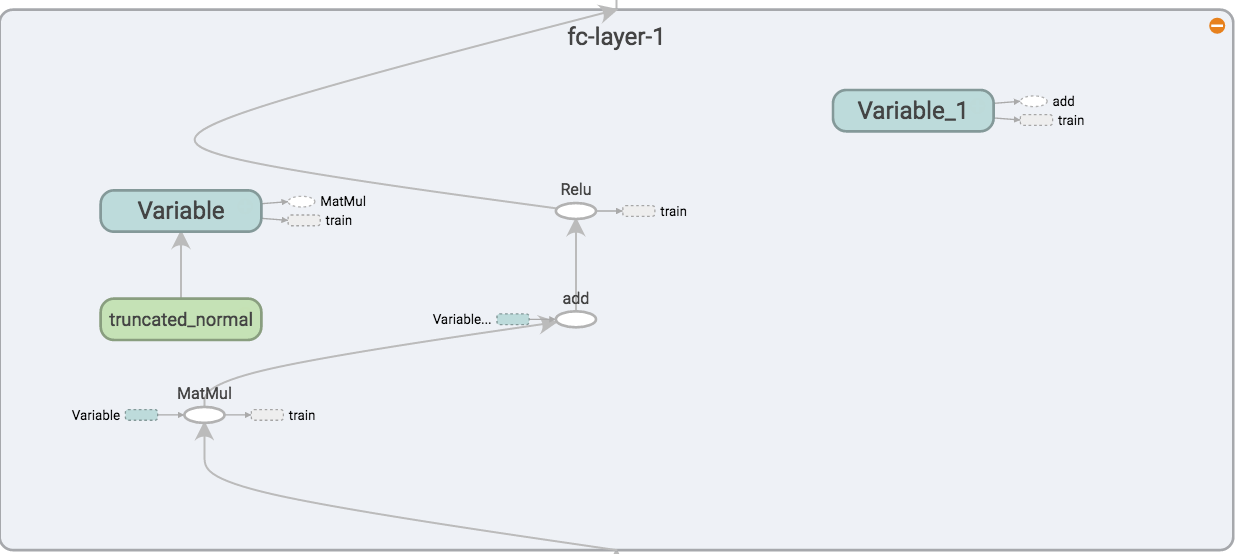 fc-layer-1
Variable_1
add
train
Variable
MatMul
train
Relu
train
truncated_normal
add
Variable...
MatMul
Variable
train